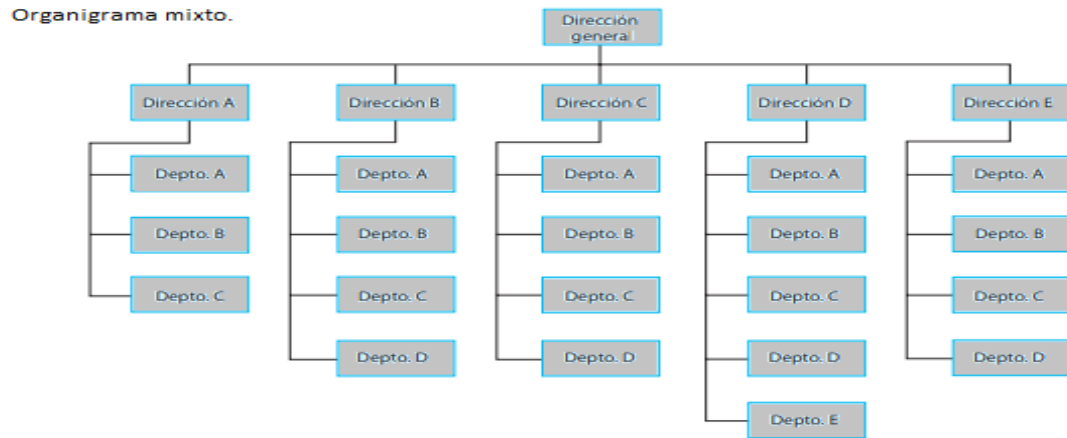 Organigrama mixto.
Dirección
general
Dirección A
Dirección B
Dirección C
Dirección D
Dirección E
Depto. A
Depto. A
Depto. A
Depto. A
Depto. A
Depto. B
Depto. B
Depto. B
Depto. B
Depto. B
Depto. C
Depto. C
Depto. C
Depto. C
Depto. C
Depto. D
Depto. D
Depto. D
Depto. D
Depto. E